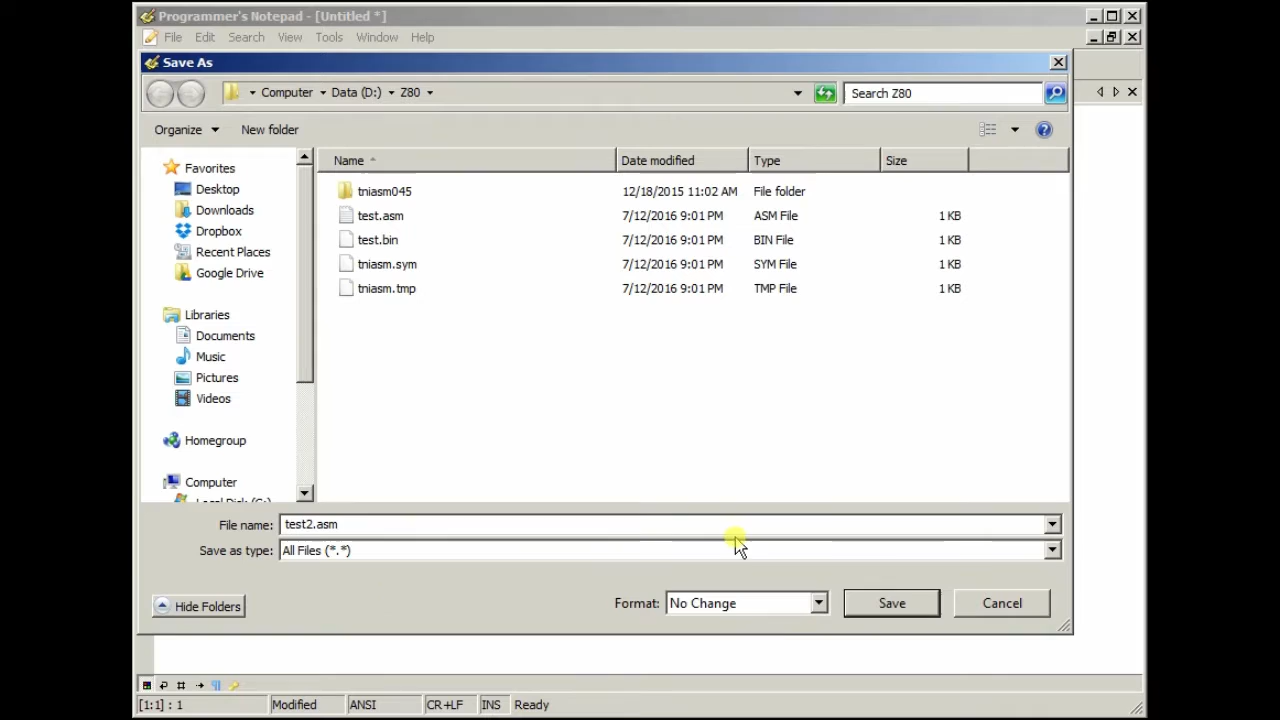 Programmer's Notepad - [Untitled *]
File Edit Search View Tools Window Help
Save As
Computer Data (D:) Z80
Search Z80
Organize New folder
Name Date modified Type Size
Favorites
Desktop
Downloads
Dropbox
Recent Places
Google Drive
Libraries
Documents
Music
Pictures
Videos
Homegroup
Computer
Local Disk (C:)
tniasm045 12/18/2015 11:02 AM File folder
test.asm 7/12/2016 9:01 PM ASM File 1 KB
test.bin 7/12/2016 9:01 PM BIN File 1 KB
tniasm.sym 7/12/2016 9:01 PM SYM File 1 KB
tniasm.tmp 7/12/2016 9:01 PM TMP File 1 KB
File name: test2.asm
Save as type: All Files (*.*)
Hide Folders
Format: No Change
Save
Cancel
[1:1] : 1 Modified ANSI CR+LF INS Ready